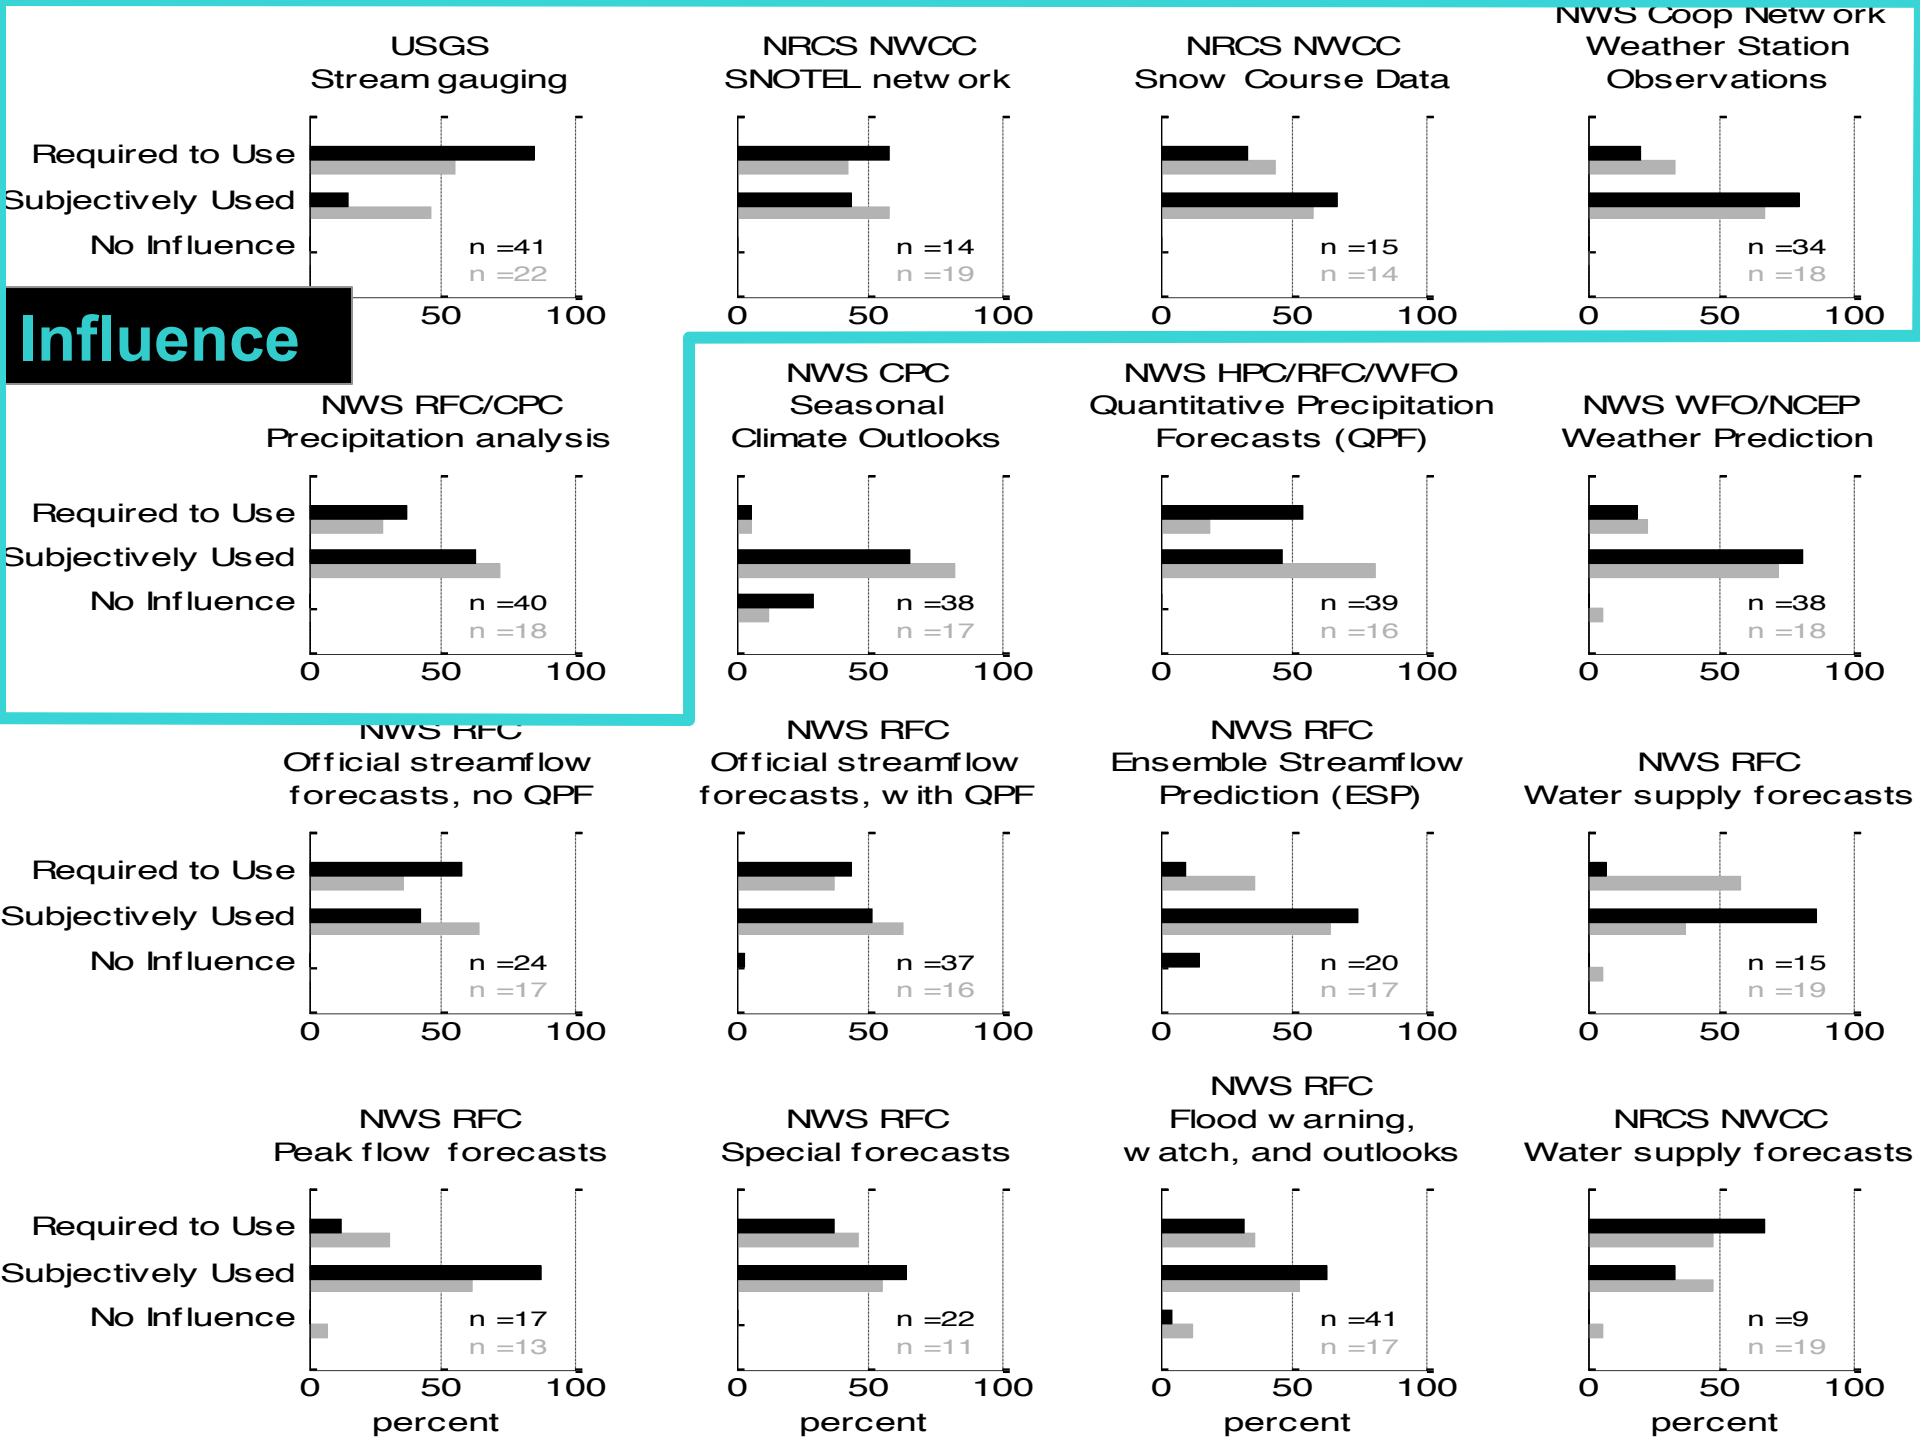 USGS
Stream gauging
NRCS NWCC
SNOTEL netw ork
NRCS NWCC
Snow Course Data
NWS Coop Netw ork
Weather Station
Observations
Required to Use
Subjectively Used
No Influence
n =41
n =22
n =14
n =19
n =15
n =14
n =34
n =18
50 100
0 50 100
0 50 100
0 50 100
Influence
NWS RFC/CPC
Precipitation analysis
NWS CPC
Seasonal
Climate Outlooks
NWS HPC/RFC/WFO
Quantitative Precipitation
Forecasts (QPF)
NWS WFO/NCEP
Weather Prediction
Required to Use
Subjectively Used
No Influence
n =40
n =18
n =38
n =17
n =39
n =16
n =38
n =18
0 50 100
0 50 100
0 50 100
0 50 100
NWS RFC
Official streamflow
forecasts, no QPF
NWS RFC
Official streamflow
forecasts, w ith QPF
NWS RFC
Ensemble Streamflow
Prediction (ESP)
NWS RFC
Water supply forecasts
Required to Use
Subjectively Used
No Influence
n =24
n =17
n =37
n =16
n =20
n =17
n =15
n =19
0 50 100
0 50 100
0 50 100
0 50 100
NWS RFC
Peak flow forecasts
NWS RFC
Special forecasts
NWS RFC
Flood w arning,
w atch, and outlooks
NRCS NWCC
Water supply forecasts
Required to Use
Subjectively Used
No Influence
n =17
n =13
n =22
n =11
n =41
n =17
n =9
n =19
0 50 100
0 50 100
0 50 100
0 50 100
percent
percent
percent
percent